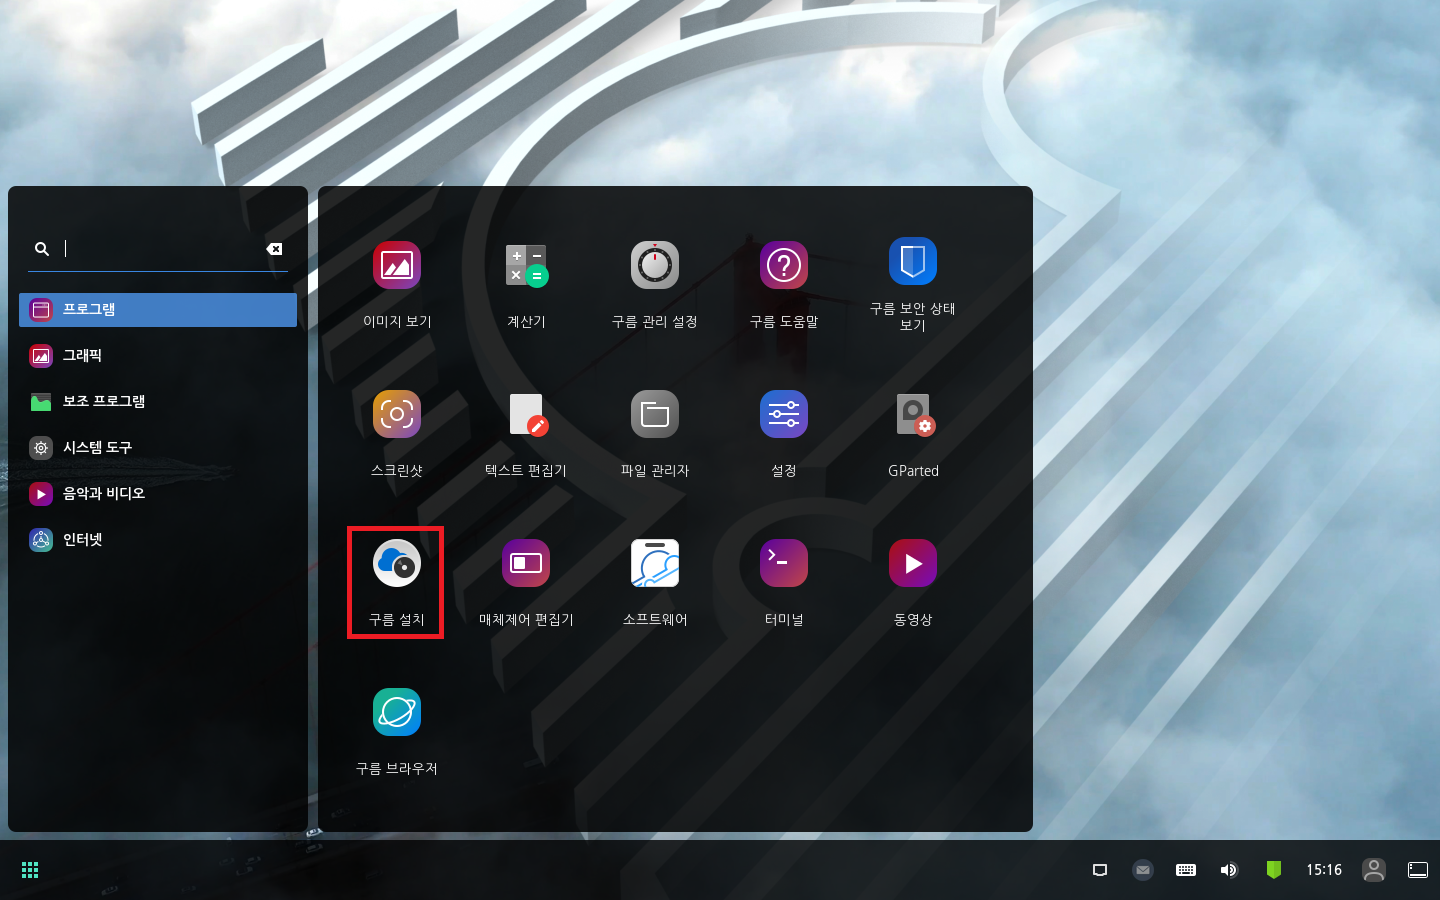 프로그램
그래픽
보조 프로그램
시스템 도구
음악과 비디오
인터넷
이미지 보기
계산기
구름 관리 설정
구름 도움말
구름 보안 상태
보기
스크린샷
텍스트 편집기
파일 관리자
설정
GParted
구름 설치
매체제어 편집기
소프트웨어
터미널
동영상
구름 브라우저
15:16